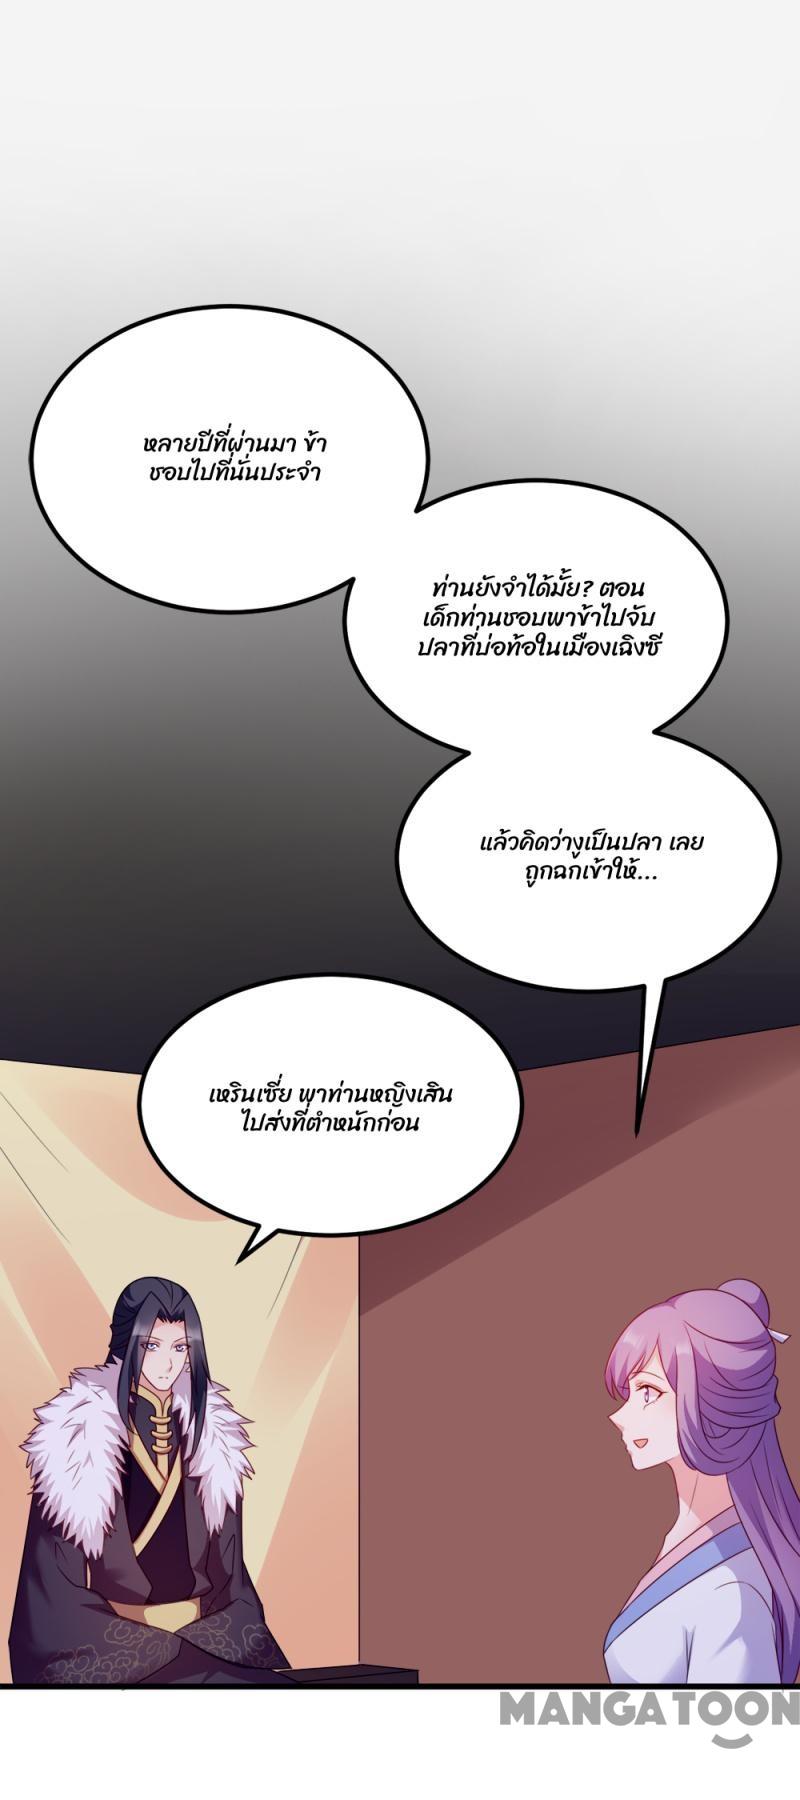 หลายปีที่ผ่านมา ข้า
ชอบไปที่นั่นประจำ
ท่านยังจำได้มั้ย? ตอน
เด็กท่านชอบพาข้าไปจับ
ปลาที่บ่อท้อในเมืองเฉิงซี
แล้วคิดว่างูเป็นปลา เลย
ถูกฉกเข้าให้...
เหรินเซี่ย พาท่านหญิงเสิน
ไปส่งที่ตำหนักก่อน
MANGATOON